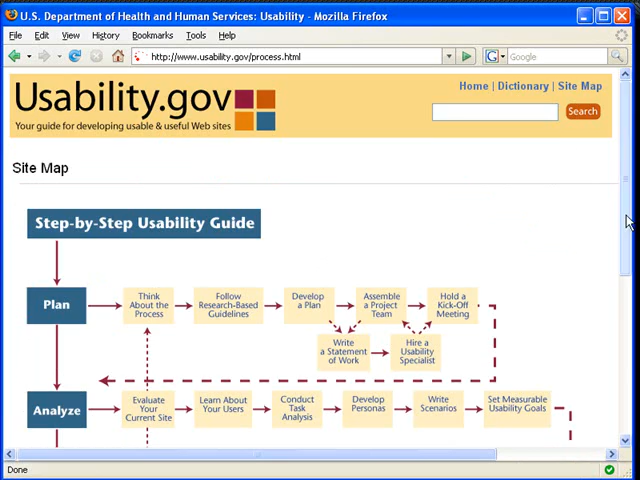 U.S. Department of Health and Human Services: Usability - Mozilla Firefox
File Edit View History Bookmarks Tools Help
http://www.usability.gov/process.html
G Google
Home | Dictionary | Site Map
Usability.gov
Your guide for developing usable & useful Web sites
Search
Site Map
Step-by-Step Usability Guide
Plan
Think
About the
Process
Follow
Research-Based
Guidelines
Develop
a Plan
Assemble
a Project
Team
Hold a
Kick-Off
Meeting
Write
a Statement
of Work
Hire a
Usability
Specialist
Analyze
Evaluate
Your
Current Site
Learn About
Your Users
Conduct
Task
Analysis
Develop
Personas
Write
Scenarios
Set Measurable
Usability Goals
Done